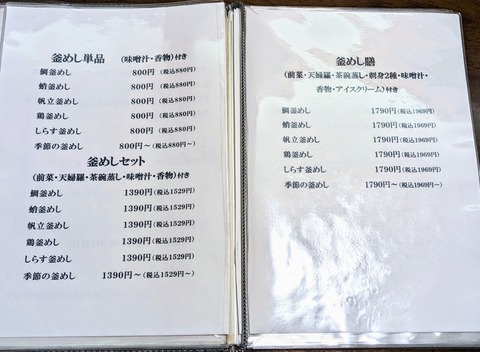 釜めし単品
(味噌汁・香物)付き
鯛釜めし 800円 (税込880円)
蛸釜めし 800円 (税込880円)
帆立釜めし 800円 (税込880円)
鶏釜めし 800円 (税込880円)
しらす釜めし 800円 (税込880円)
季節の釜めし 800円～ (税込880円～)
釜めしセット
(前菜・天婦羅・茶碗蒸し・味噌汁・香物)付き
鯛釜めし 1390円 (税込1529円)
蛸釜めし 1390円 (税込1529円)
帆立釜めし 1390円 (税込1529円)
鶏釜めし 1390円 (税込1529円)
しらす釜めし 1390円 (税込1529円)
季節の釜めし 1390円～ (税込1529円～)
釜めし膳
(前菜・天婦羅・茶碗蒸し・刺身2種・味噌汁・
香物・アイスクリーム)付き
鯛釜めし 1790円 (税込1969円)
蛸釜めし 1790円 (税込1969円)
帆立釜めし 1790円 (税込1969円)
鶏釜めし 1790円 (税込1969円)
しらす釜めし 1790円 (税込1969円)
季節の釜めし 1790円～ (税込1969円～)